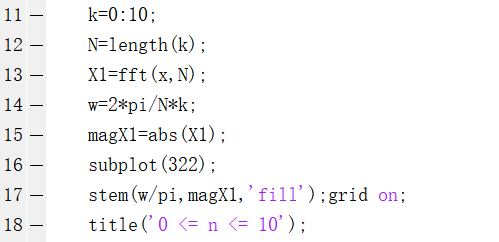 11 — k=0:10;
12 — N=length(k);
13 — X1=fft(x,N);
14 — w=2*pi/N*k;
15 — magX1=abs(X1);
16 — subplot(322);
17 — stem(w/pi,magX1,'fill');grid on;
18 — title('0 <= n <= 10');